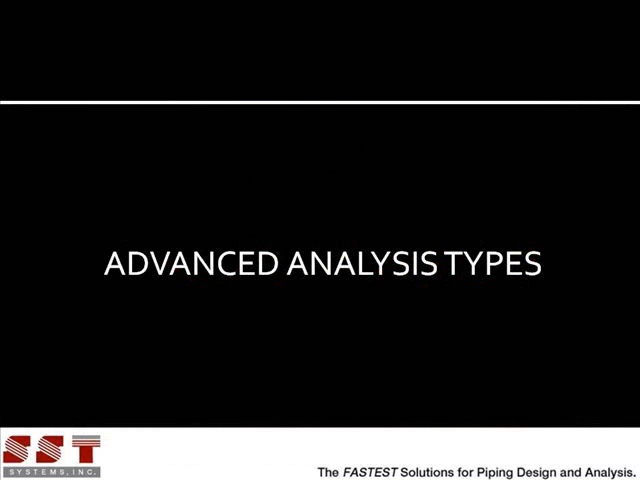 ADVANCED ANALYSIS TYPES
SST
SYSTEMS, INC.
The FASTEST Solutions for Piping Design and Analysis.